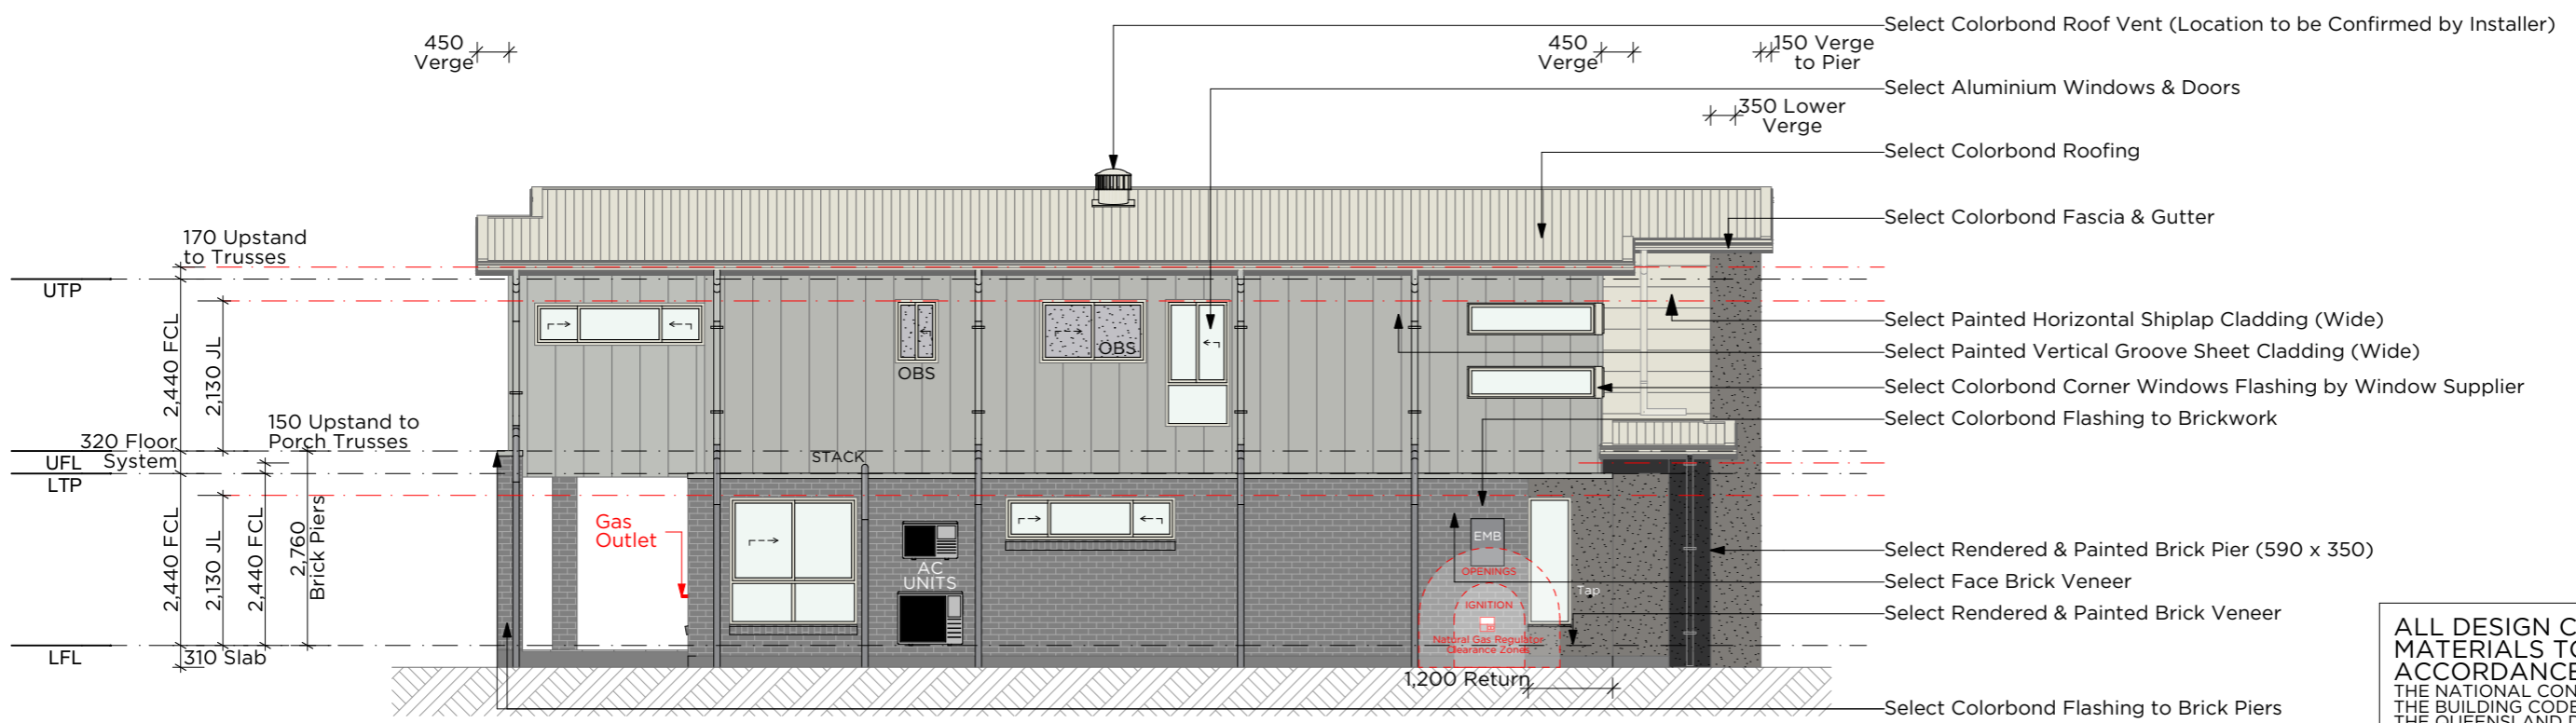 Select Colorbond Roof Vent (Location to be Confirmed by Installer)
450
Verge
450
Verge
150 Verge
to Pier
Select Aluminium Windows & Doors
350 Lower
Verge
Select Colorbond Roofing
Select Colorbond Fascia & Gutter
170 Upstand
to Trusses
UTP
2,440 FCL
2,130 JL
OBS
OBS
Select Painted Horizontal Shiplap Cladding (Wide)
Select Painted Vertical Groove Sheet Cladding (Wide)
Select Colorbond Corner Windows Flashing by Window Supplier
Select Colorbond Flashing to Brickwork
150 Upstand to
Porch Trusses
320 Floor
System
UFL
LTP
STACK
2,440 FCL
2,130 JL
2,440 FCL
2,760
Brick Piers
Gas
Outlet
AC
UNITS
EMB
OPENINGS
IGNITION
Natural Gas Regulator
Clearance Zones
Tap
Select Rendered & Painted Brick Pier (590 x 350)
Select Face Brick Veneer
Select Rendered & Painted Brick Veneer
LFL
310 Slab
1,200 Return
Select Colorbond Flashing to Brick Piers
ALL DESIGN C
MATERIALS TO
ACCORDANCE
THE NATIONAL CON
THE BUILDING CODE